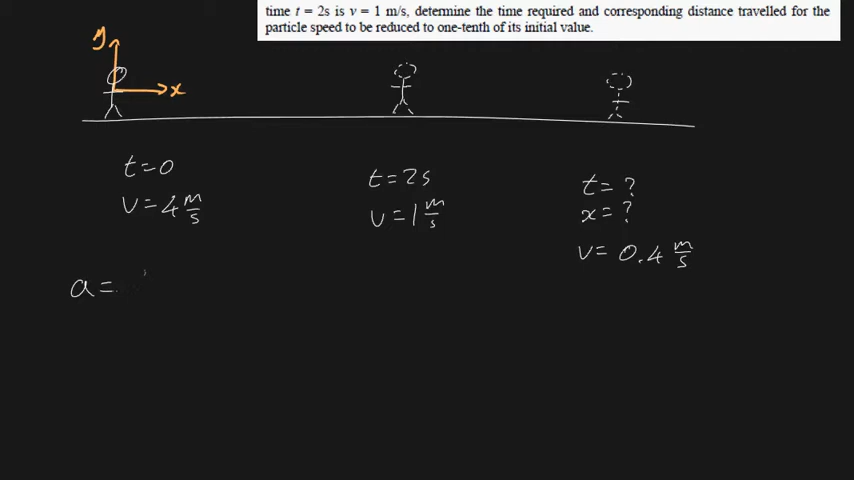 time t = 2s is v = 1 m/s, determine the time required and corresponding distance travelled for the
particle speed to be reduced to one-tenth of its initial value.
y
x
t=0
v=4 m/s
t=2s
v=1 m/s
t=?
x=?
v=0.4 m/s
a=